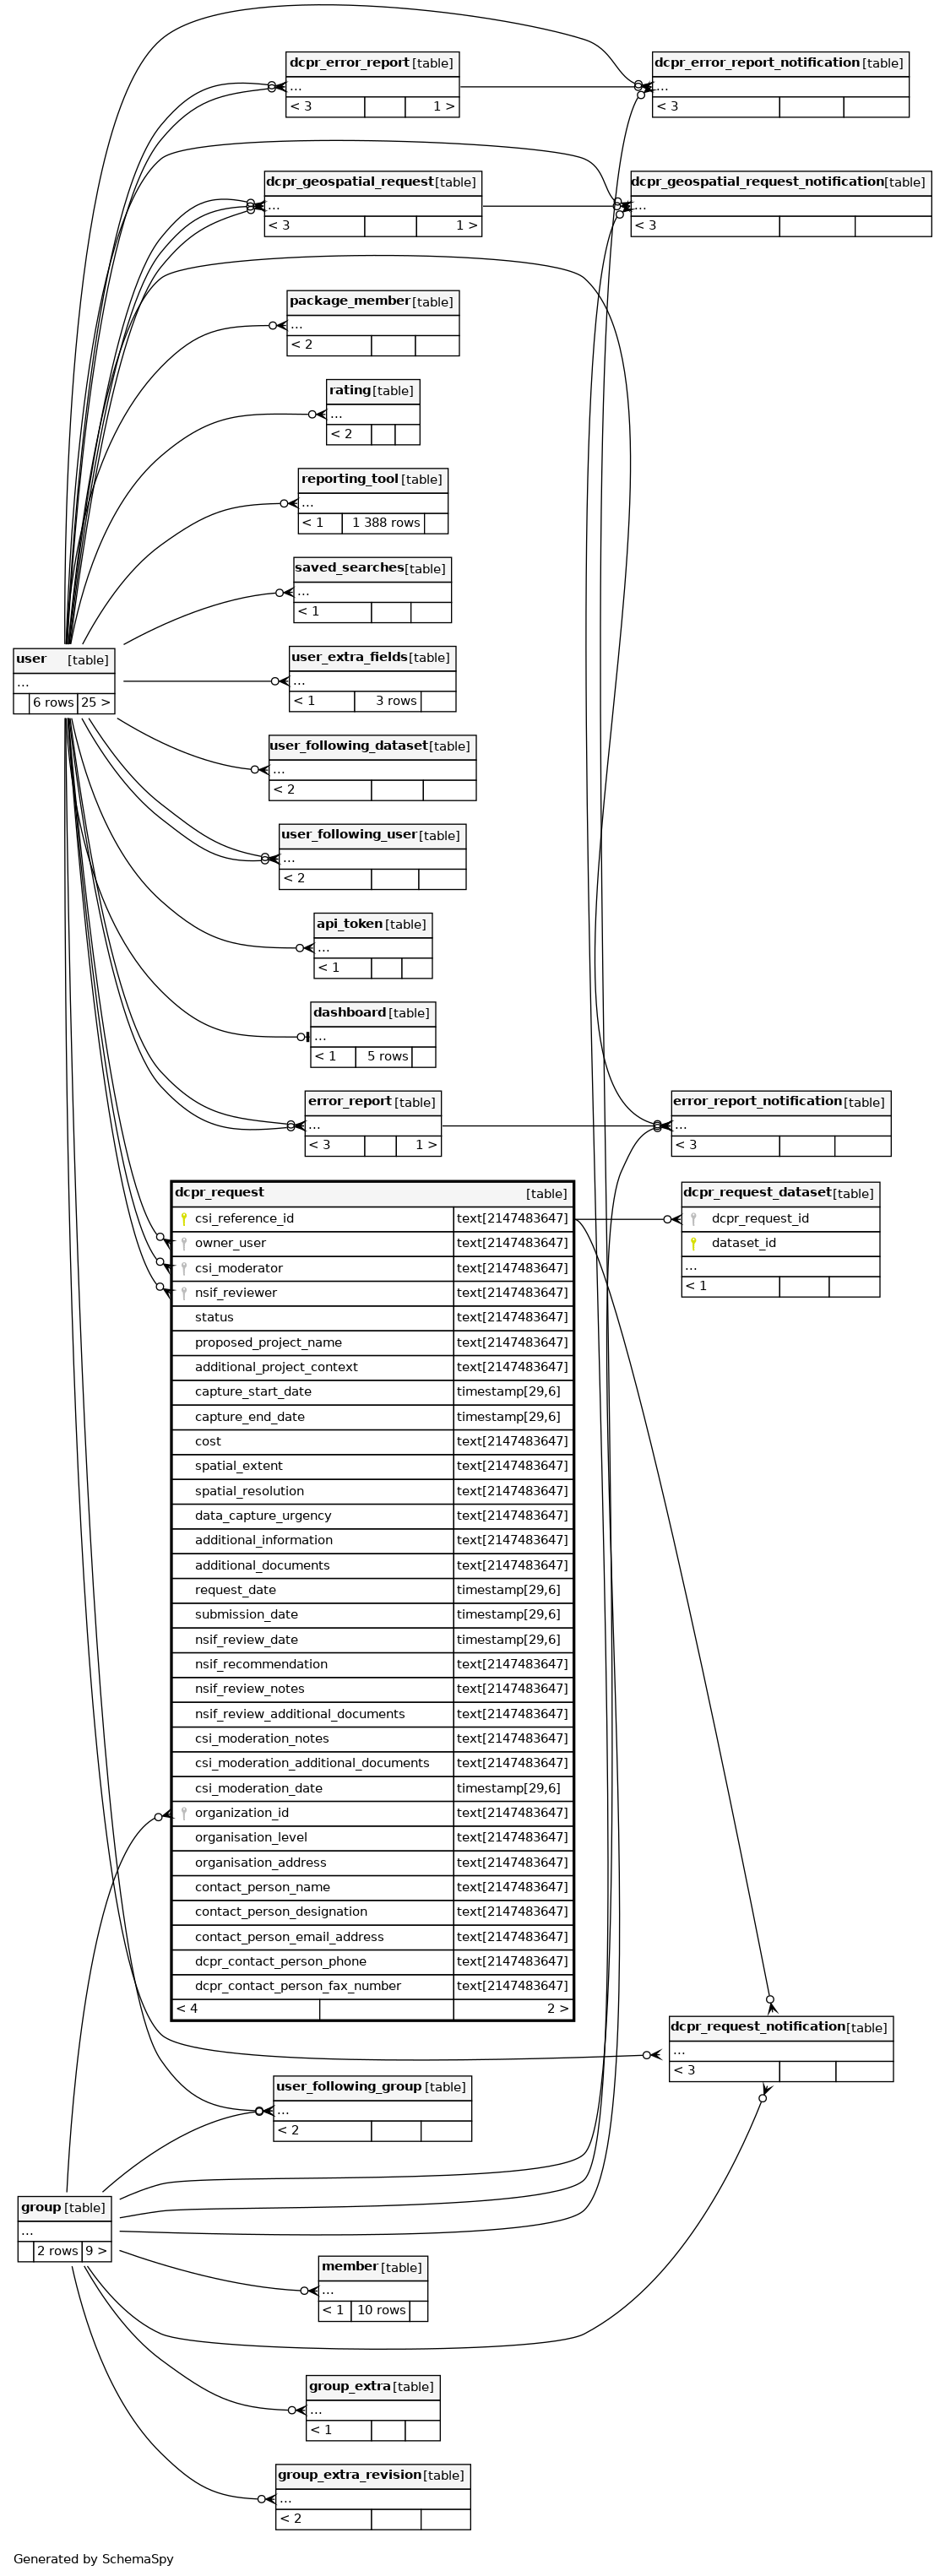 dcpr_error_report [table]
...
< 3 1 >
dcpr_error_report_notification [table]
...
< 3
dcpr_geospatial_request [table]
...
< 3 1 >
dcpr_geospatial_request_notification [table]
...
< 3
package_member [table]
...
< 2
rating [table]
...
< 2
reporting_tool [table]
...
< 1 1 388 rows
saved_searches [table]
...
< 1
user [table]
...
6 rows 25 >
user_extra_fields [table]
...
< 1 3 rows
user_following_dataset [table]
...
< 2
user_following_user [table]
...
< 2
api_token [table]
...
< 1
dashboard [table]
...
< 1 5 rows
error_report [table]
...
< 3 1 >
error_report_notification [table]
...
< 3
dcpr_request [table]
csi_reference_id text[2147483647]
owner_user text[2147483647]
csi_moderator text[2147483647]
nsif_reviewer text[2147483647]
status text[2147483647]
proposed_project_name text[2147483647]
additional_project_context text[2147483647]
capture_start_date timestamp[29,6]
capture_end_date timestamp[29,6]
cost text[2147483647]
spatial_extent text[2147483647]
spatial_resolution text[2147483647]
data_capture_urgency text[2147483647]
additional_information text[2147483647]
additional_documents text[2147483647]
request_date timestamp[29,6]
submission_date timestamp[29,6]
nsif_review_date timestamp[29,6]
nsif_recommendation text[2147483647]
nsif_review_notes text[2147483647]
nsif_review_additional_documents text[2147483647]
csi_moderation_notes text[2147483647]
csi_moderation_additional_documents text[2147483647]
csi_moderation_date timestamp[29,6]
organization_id text[2147483647]
organisation_level text[2147483647]
organisation_address text[2147483647]
contact_person_name text[2147483647]
contact_person_designation text[2147483647]
contact_person_email_address text[2147483647]
dcpr_contact_person_phone text[2147483647]
dcpr_contact_person_fax_number text[2147483647]
< 4 2 >
dcpr_request_dataset [table]
dcpr_request_id
dataset_id
...
< 1
dcpr_request_notification [table]
...
< 3
user_following_group [table]
...
< 2
group [table]
...
2 rows 9 >
member [table]
...
< 1 10 rows
group_extra [table]
...
< 1
group_extra_revision [table]
...
< 2
Generated by SchemaSpy